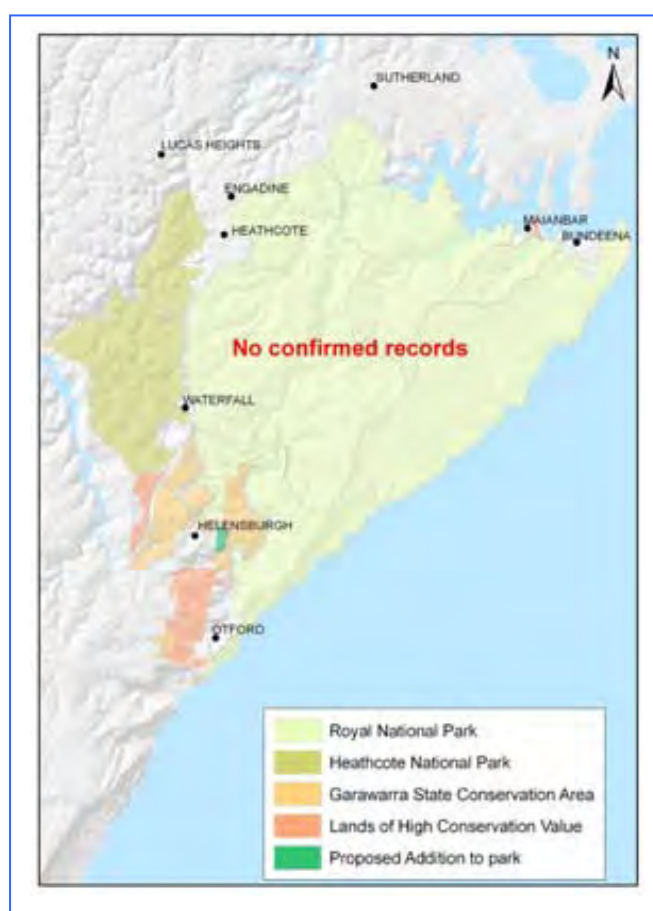 N
SUTHERLAND
LUCAS HEIGHTS
ENGADINE
HEATHCOTE
MAIANBAR
BUNDEENA
No confirmed records
WATERFALL
HELENSBURGH
OTFORD
Royal National Park
Heathcote National Park
Garawarra State Conservation Area
Lands of High Conservation Value
Proposed Addition to park